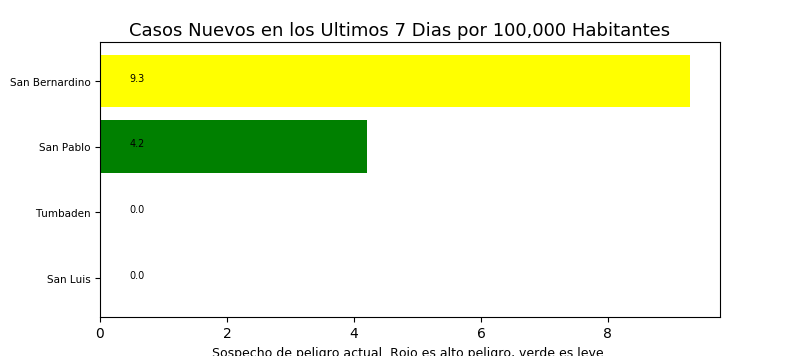 Casos Nuevos en los Ultimos 7 Dias por 100,000 Habitantes
San Bernardino 9.3
San Pablo 4.2
Tumbaden 0.0
San Luis 0.0
0 2 4 6 8
Sospecho de peligro actual. Rojo es alto peligro, verde es leve